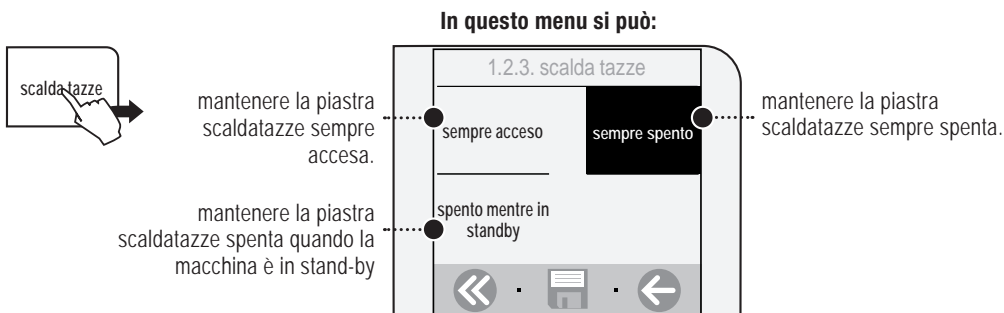 In questo menu si può:
scalda tazze
1.2.3. scalda tazze
mantenere la piastra
scaldatazze sempre
accesa.
sempre acceso
sempre spento
mantenere la piastra
scaldatazze sempre spenta.
mantenere la piastra
scaldatazze spenta quando la
macchina è in stand-by
spento mentre in
standby